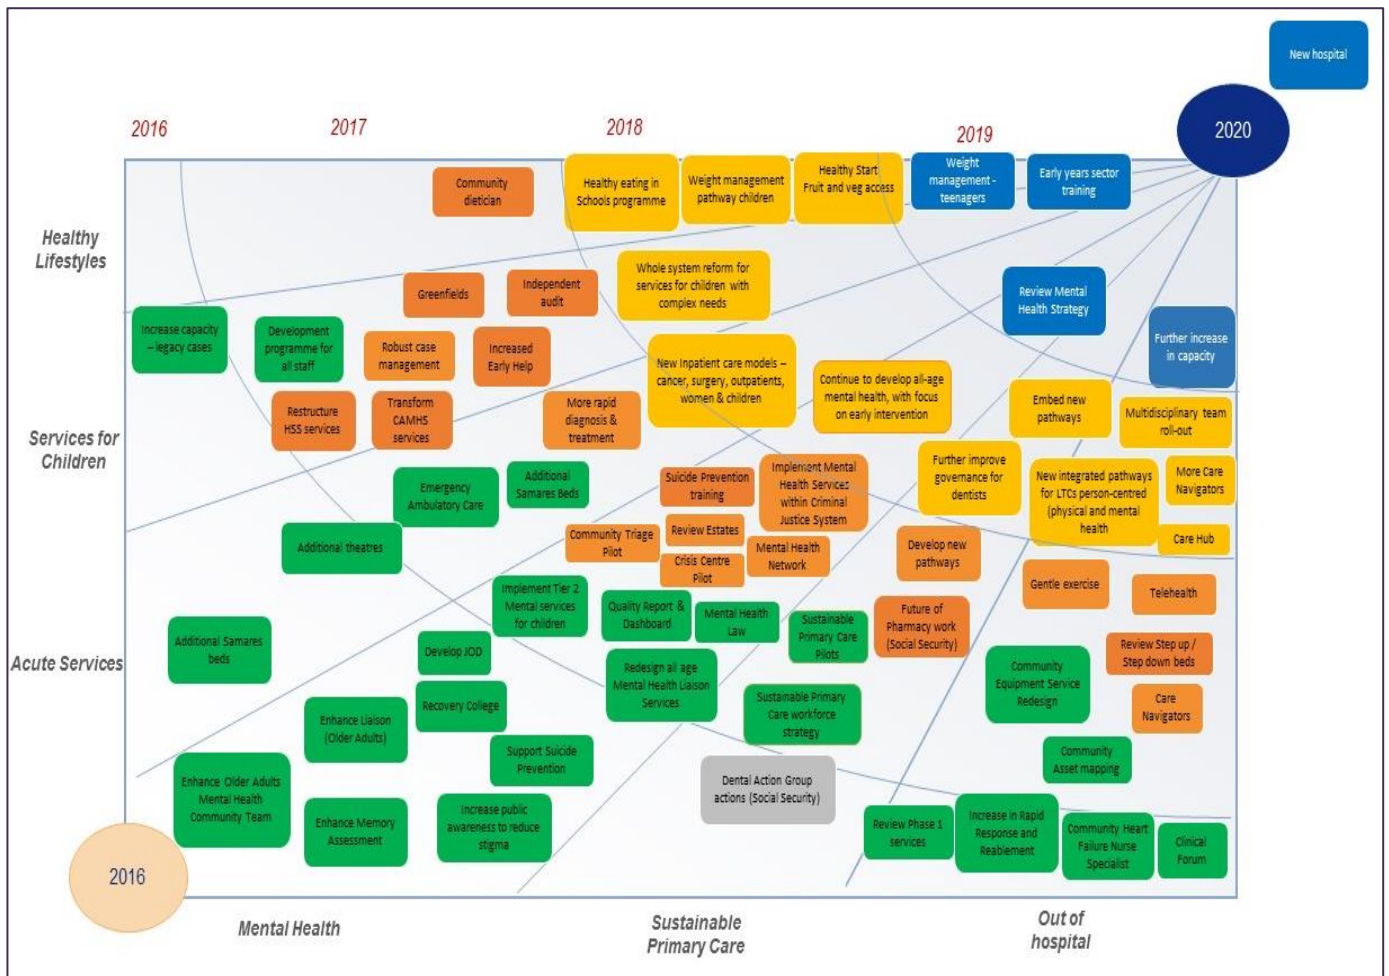 New hospital
2020
2016
2017
2018
2019
Community
dietician
Healthy eating in
Schools programme
Weight management
pathway children
Healthy Start
Fruit and veg access
Weight
management -
teenagers
Early years sector
training
Healthy
Lifestyles
Greenfields
Independent
audit
Whole system reform for
services for children with
complex needs
Review Mental
Health Strategy
Increase capacity
– legacy cases
Development
programme for
all staff
Robust case
management
Increased
Early Help
New Inpatient care models –
cancer, surgery, outpatients,
women & children
Continue to develop all-age
mental health, with focus
on early intervention
Further increase
in capacity
Restructure
HSS services
Transform
CAMHS
services
More rapid
diagnosis &
treatment
Embed new
pathways
Multidisciplinary team
roll-out
Services for
Children
Emergency
Ambulatory Care
Additional
Samares Beds
Suicide Prevention
training
Implement Mental
Health Services
within Criminal
Justice System
Further improve
governance for
dentists
New integrated pathways
for LTCs person-centred
(physical and mental
health
More Care
Navigators
Additional theatres
Community Triage
Pilot
Review Estates
Crisis Centre
Pilot
Mental Health
Network
Develop new
pathways
Care Hub
Gentle exercise
Telehealth
Implement Tier 2
Mental services
for children
Quality Report &
Dashboard
Mental Health
Law
Sustainable
Primary Care
Pilots
Future of
Pharmacy work
(Social Security)
Acute Services
Additional Samares
beds
Develop JOD
Redesign all age
Mental Health Liaison
Services
Community
Equipment Service
Redesign
Review Step up /
Step down beds
Care
Navigators
Enhance Liaison
(Older Adults)
Recovery College
Sustainable Primary
Care workforce
strategy
Support Suicide
Prevention
Community
Asset mapping
Enhance Older Adults
Mental Health
Community Team
Enhance Memory
Assessment
Increase public
awareness to reduce
stigma
Dental Action Group
actions (Social Security)
Review Phase 1
services
Increase in Rapid
Response and
Reablement
Community Heart
Failure Nurse
Specialist
Clinical
Forum
2016
Mental Health
Sustainable
Primary Care
Out of
hospital